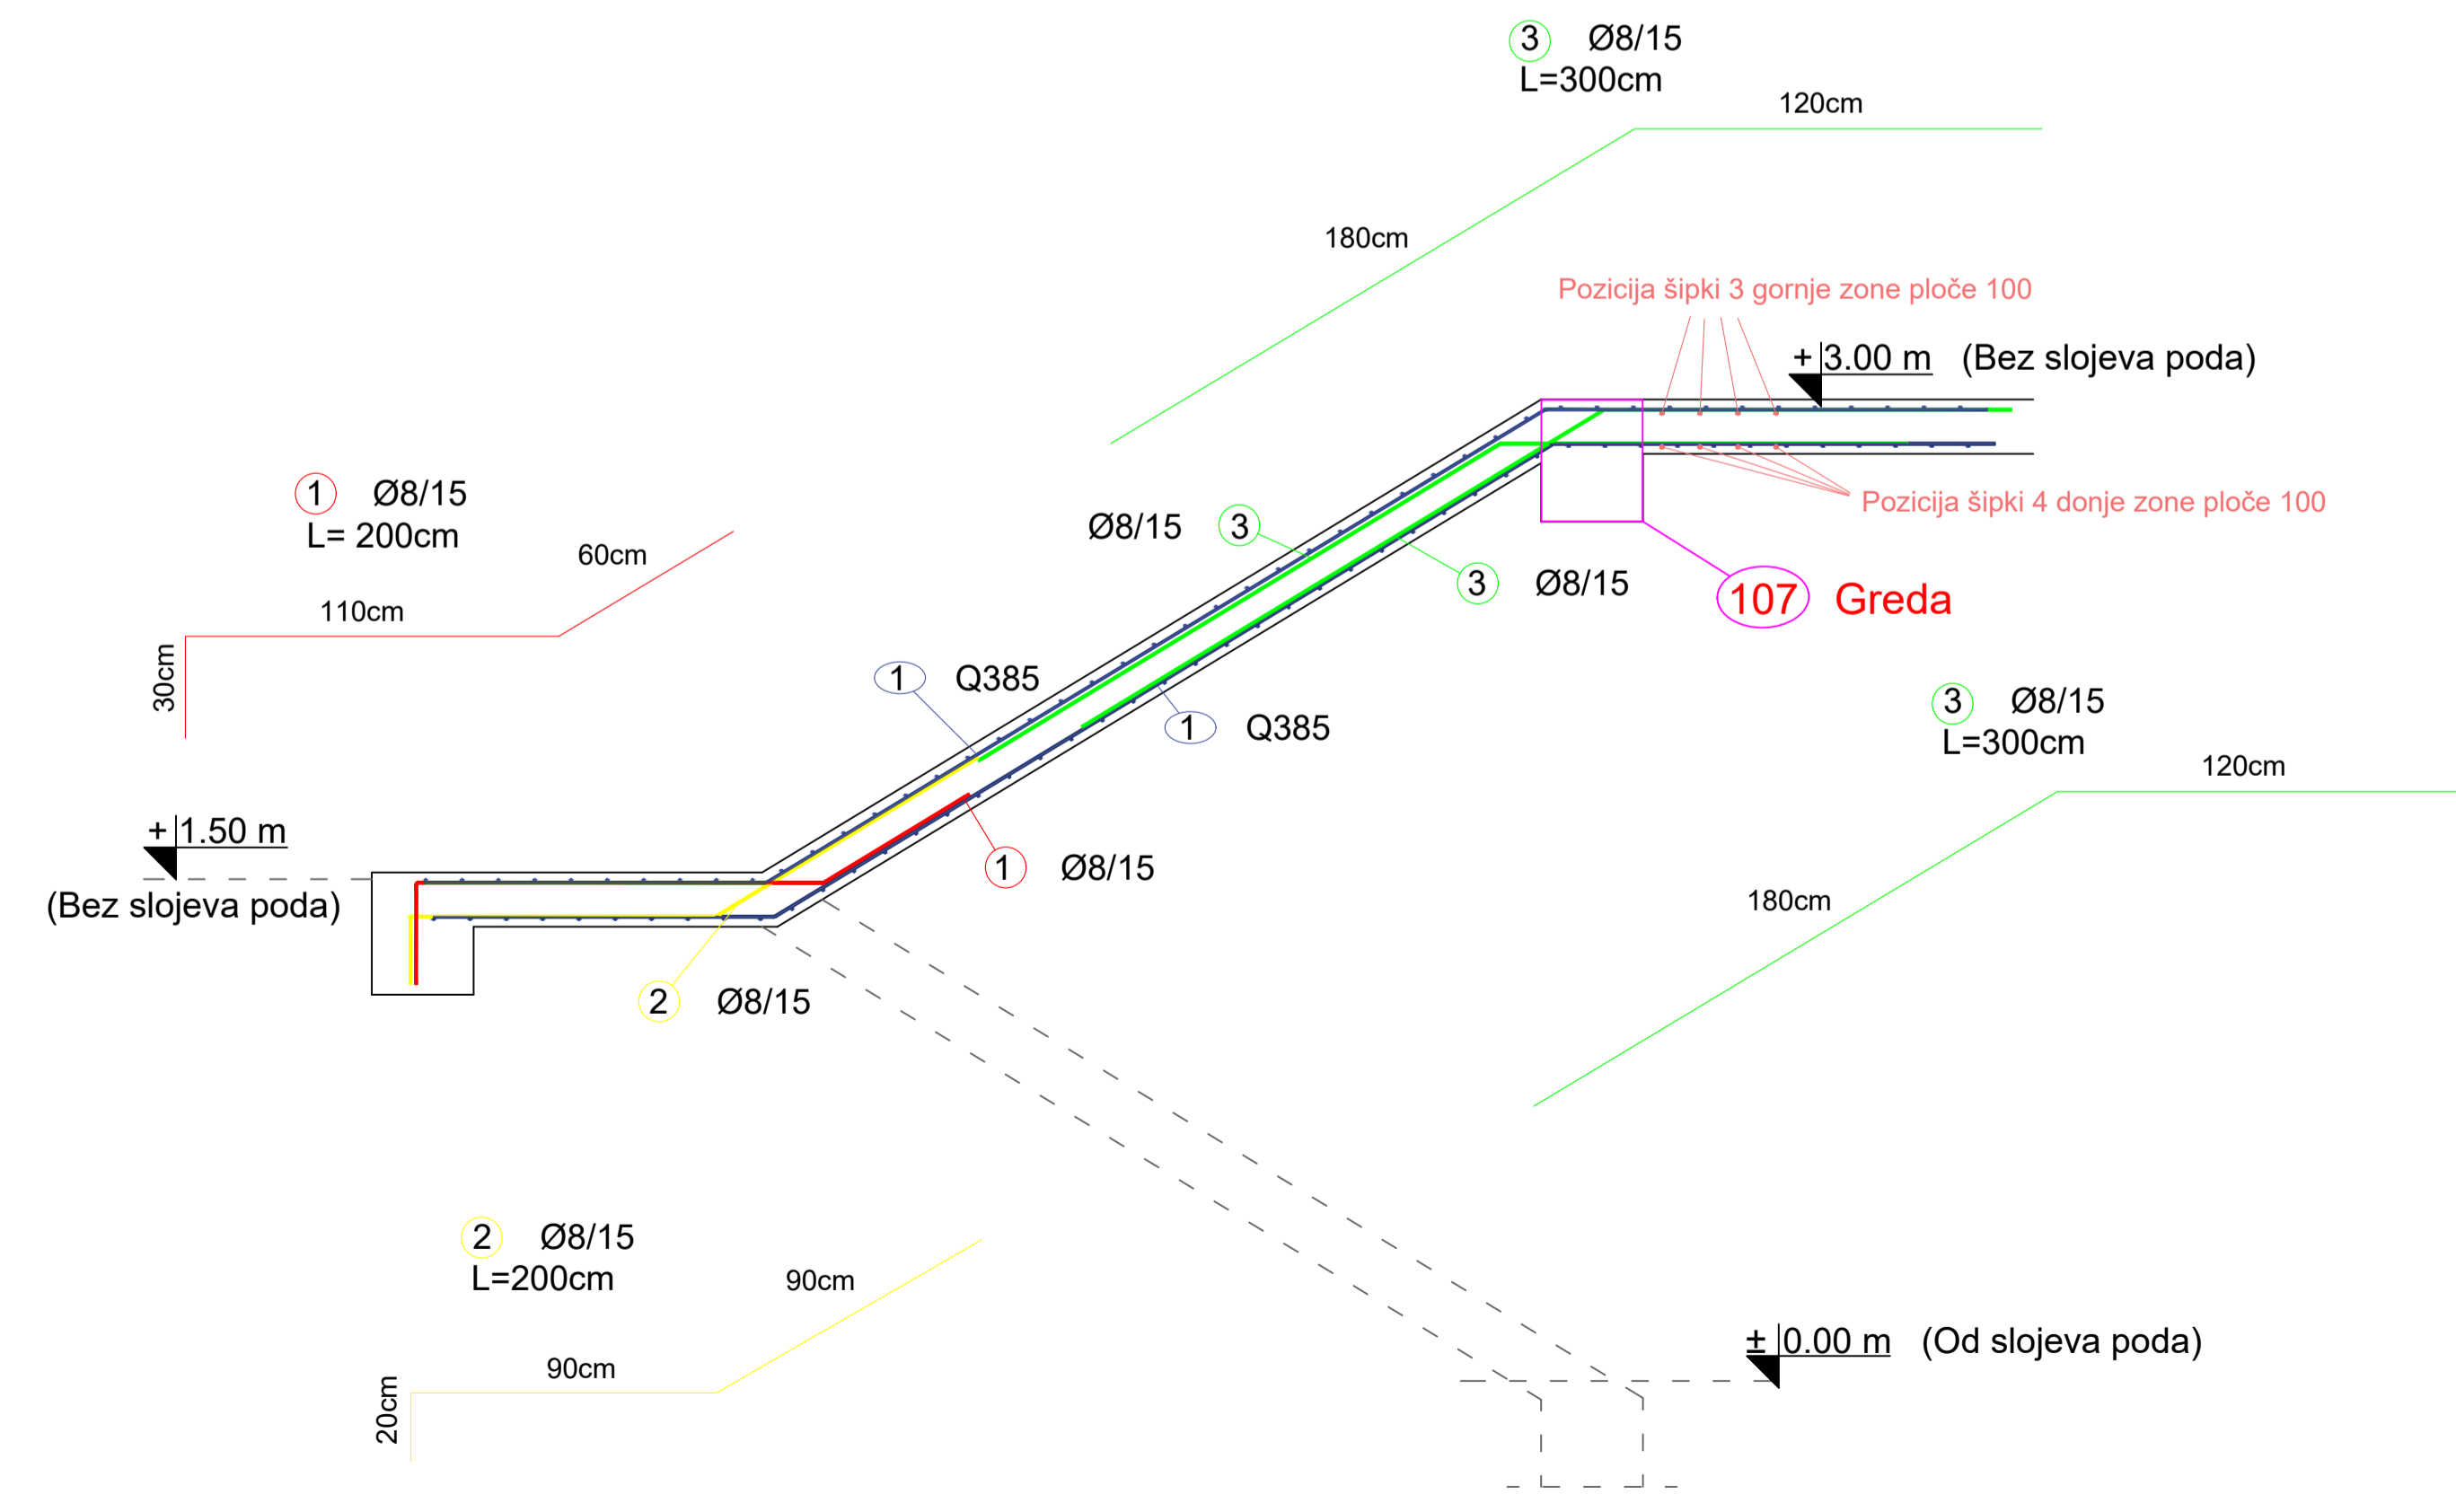 3 Ø8/15
L=300cm
120cm
180cm
Pozicija šipki 3 gornje zone ploče 100
+ 3.00 m (Bez slojeva poda)
1 Ø8/15
L= 200cm
60cm
110cm
30cm
Ø8/15 3
Pozicija šipki 4 donje zone ploče 100
3 Ø8/15
107 Greda
1 Q385
1 Q385
3 Ø8/15
L=300cm
120cm
180cm
+ 1.50 m
(Bez slojeva poda)
1 Ø8/15
2 Ø8/15
2 Ø8/15
L=200cm
90cm
90cm
20cm
± 0.00 m (Od slojeva poda)